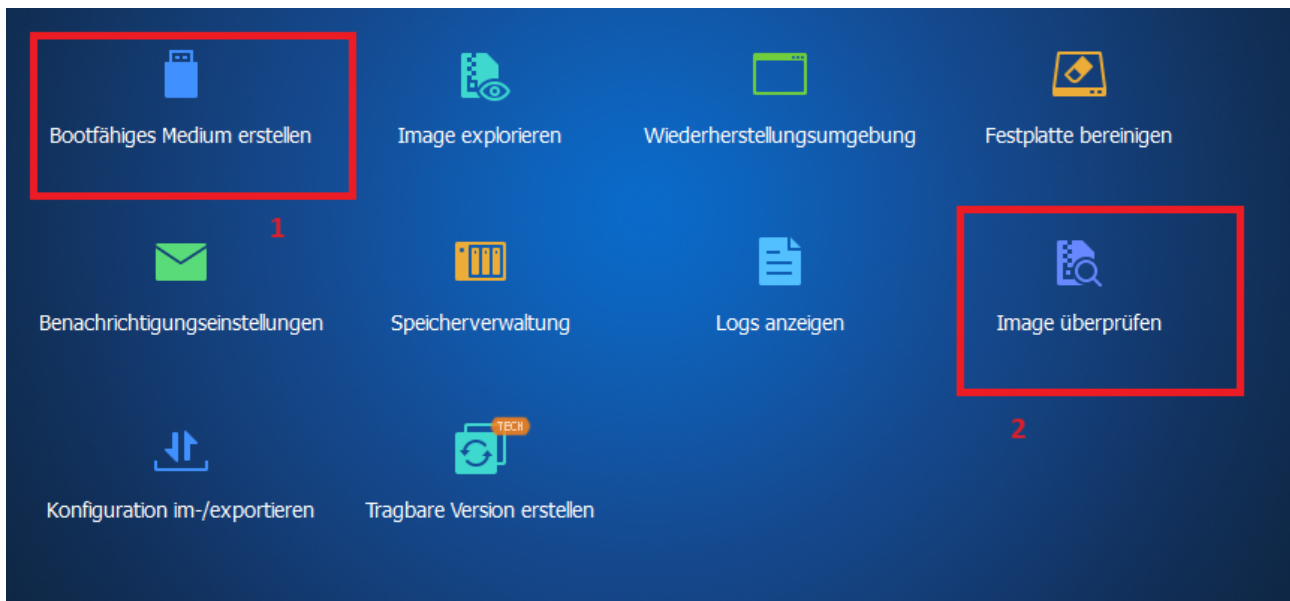 Bootfähiges Medium erstellen
Image explorieren
Wiederherstellungsumgebung
Festplatte bereinigen
1
Benachrichtigungseinstellungen
Speicherverwaltung
Logs anzeigen
Image überprüfen
2
TECH
Konfiguration im-/exportieren
Tragbare Version erstellen